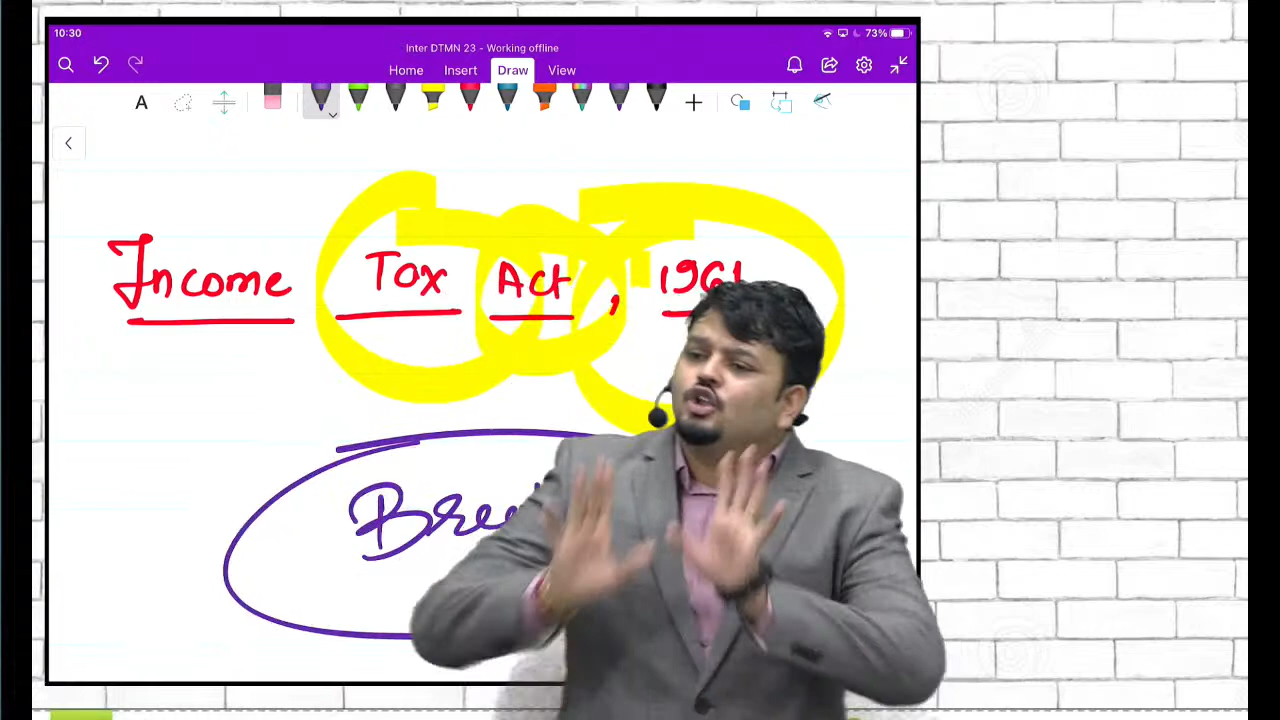 10:30
73%
Inter DTMN 23 - Working offline
Home Insert Draw View
A
Income Tax Act, 1961